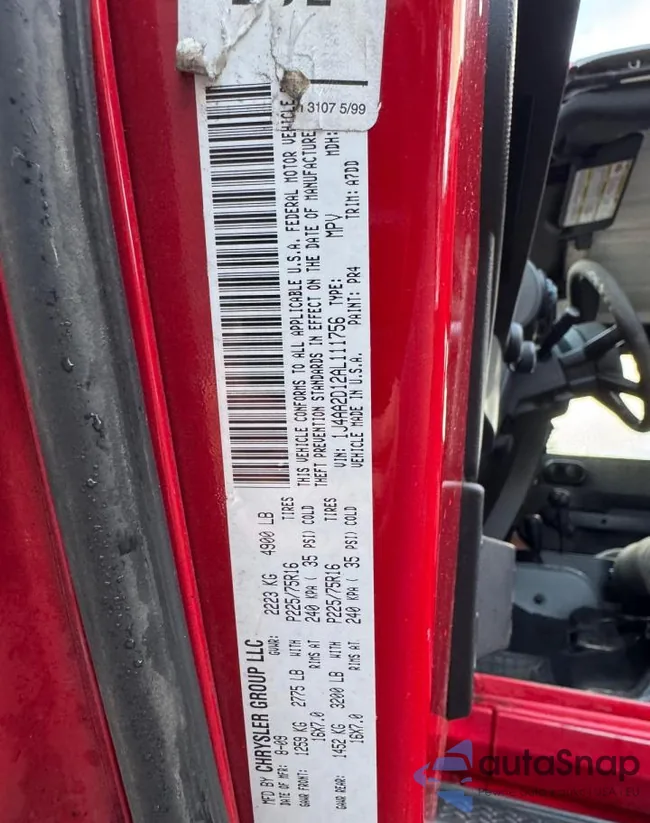 3107 5/99
MFD BY CHRYSLER GROUP LLC
DATE OF MFR: 8-09 GVWR: 2223 KG 4900 LB
GAWR FRONT: 1259 KG 2775 LB WITH P225/75R16 TIRES
16X7.0 RIMS AT 240 KPA ( 35 PSI) COLD
GAWR REAR: 1452 KG 3200 LB WITH P225/75R16 TIRES
16X7.0 RIMS AT 240 KPA ( 35 PSI) COLD
THIS VEHICLE CONFORMS TO ALL APPLICABLE U.S.A. FEDERAL MOTOR VEHICLE
THEFT PREVENTION STANDARDS IN EFFECT ON THE DATE OF MANUFACTURE
VIN: 1J4AA2D12AL111756 TYPE: MPV MDH:
VEHICLE MADE IN U.S.A. PAINT: PR4 TRIM: A7DD
autaSnap